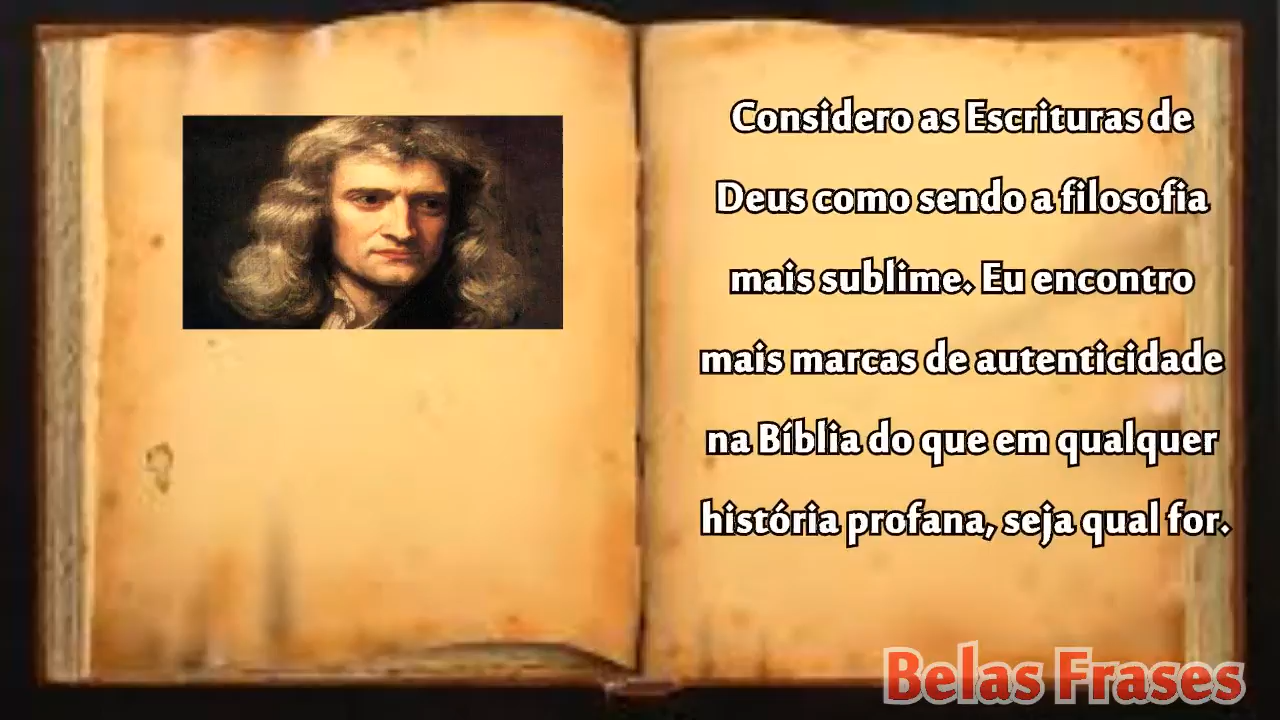 Considero as Escrituras de
Deus como sendo a filosofia
mais sublime. Eu encontro
mais marcas de autenticidade
na Bíblia do que em qualquer
história profana, seja qual for.
Belas Frases